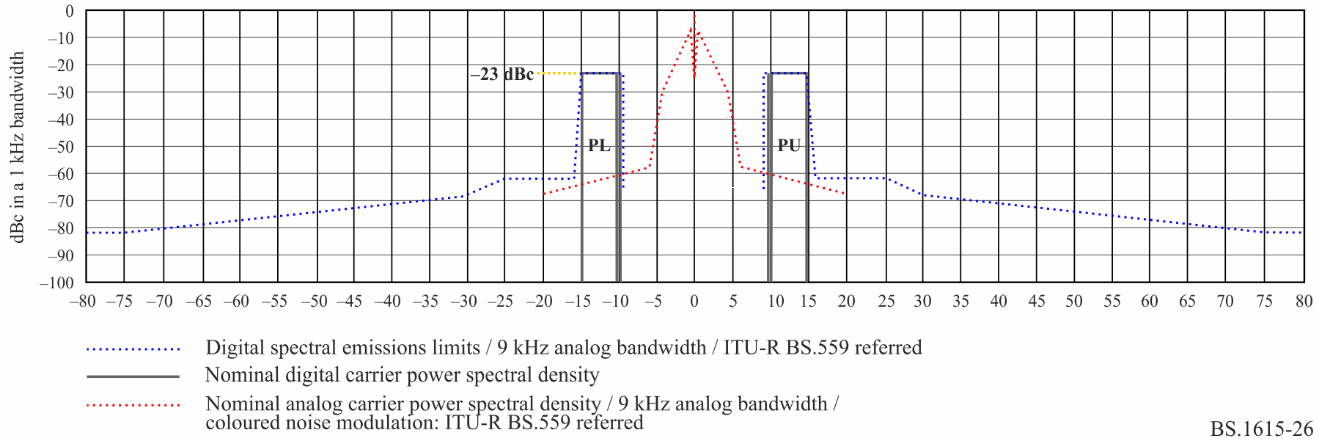 0
–10
–20
–23 dBc
–30
–40
–50
PL
PU
–60
–70
–80
–90
–100
dBc in a 1 kHz bandwidth
–80 –75 –70 –65 –60 –55 –50 –45 –40 –35 –30 –25 –20 –15 –10 –5 0 5 10 15 20 25 30 35 40 45 50 55 60 65 70 75 80
Digital spectral emissions limits / 9 kHz analog bandwidth / ITU-R BS.559 referred
Nominal digital carrier power spectral density
Nominal analog carrier power spectral density / 9 kHz analog bandwidth /
coloured noise modulation: ITU-R BS.559 referred
BS.1615-26